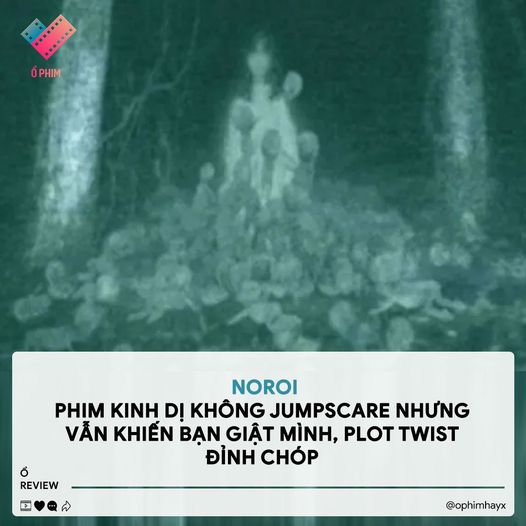 Ổ PHIM
NOROI
PHIM KINH DỊ KHÔNG JUMPSCARE NHƯNG
VẪN KHIẾN BẠN GIẬT MÌNH, PLOT TWIST
ĐỈNH CHÓP
Ổ
REVIEW
@ophimhayx